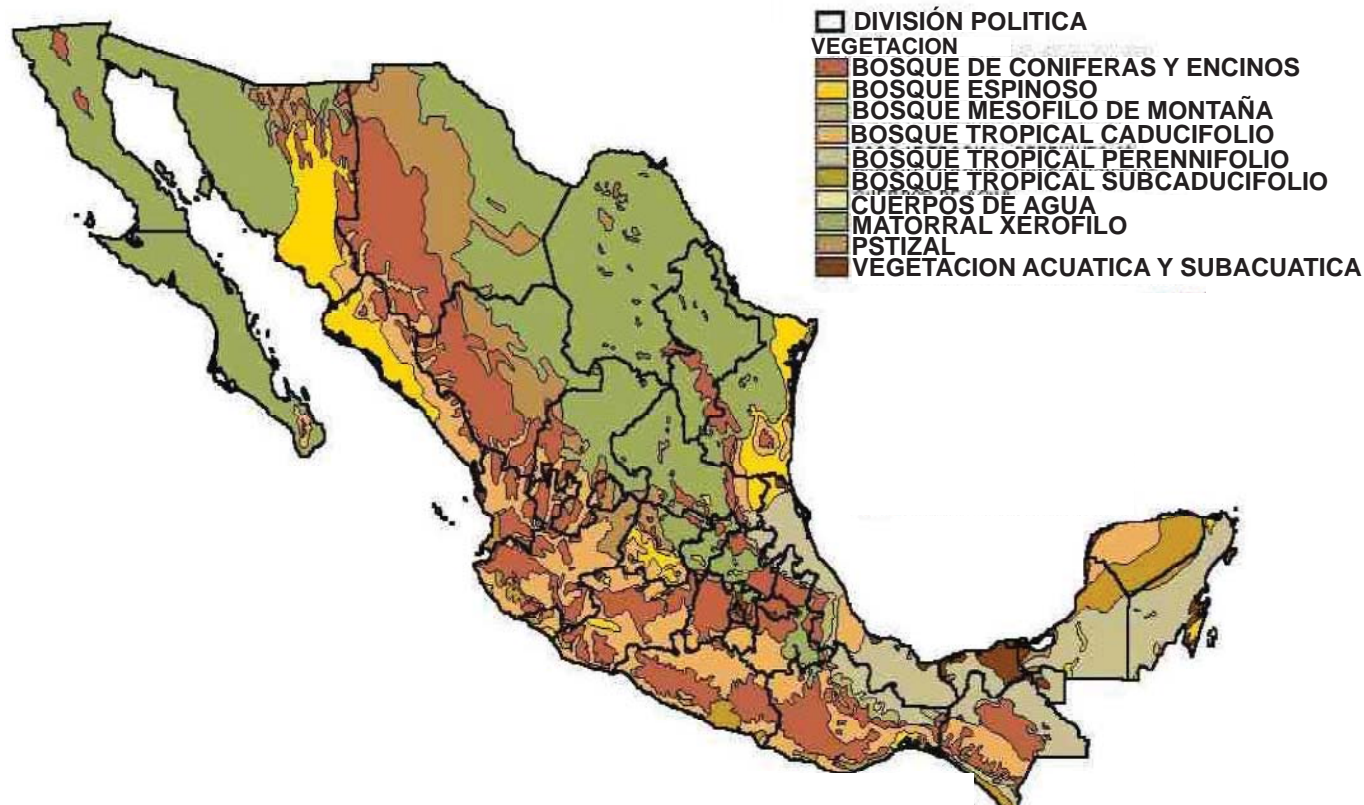 DIVISIÓN POLITICA
VEGETACION
BOSQUE DE CONIFERAS Y ENCINOS
BOSQUE ESPINOSO
BOSQUE MESOFILO DE MONTAÑA
BOSQUE TROPICAL CADUCIFOLIO
BOSQUE TROPICAL PERENNIFOLIO
BOSQUE TROPICAL SUBCADUCIFOLIO
CUERPOS DE AGUA
MATORRAL XEROFILO
PSTIZAL
VEGETACION ACUATICA Y SUBACUATICA